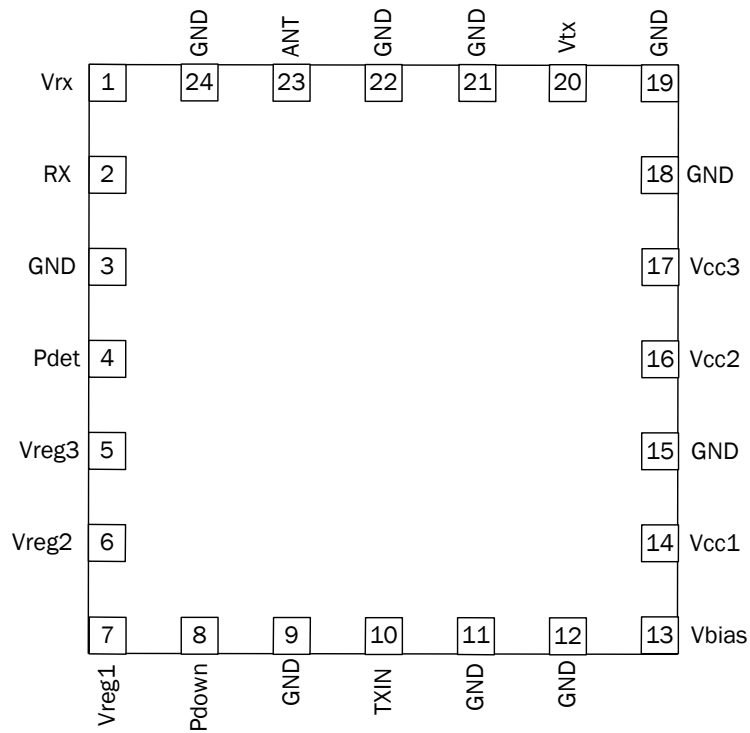 GND ANT GND GND Vtx GND
Vrx 1 24 23 22 21 20 19
RX 2 18 GND
GND 3 17 Vcc3
Pdet 4 16 Vcc2
Vreg3 5 15 GND
Vreg2 6 14 Vcc1
7 8 9 10 11 12 13 Vbias
Vreg1 Pdown GND TXIN GND GND